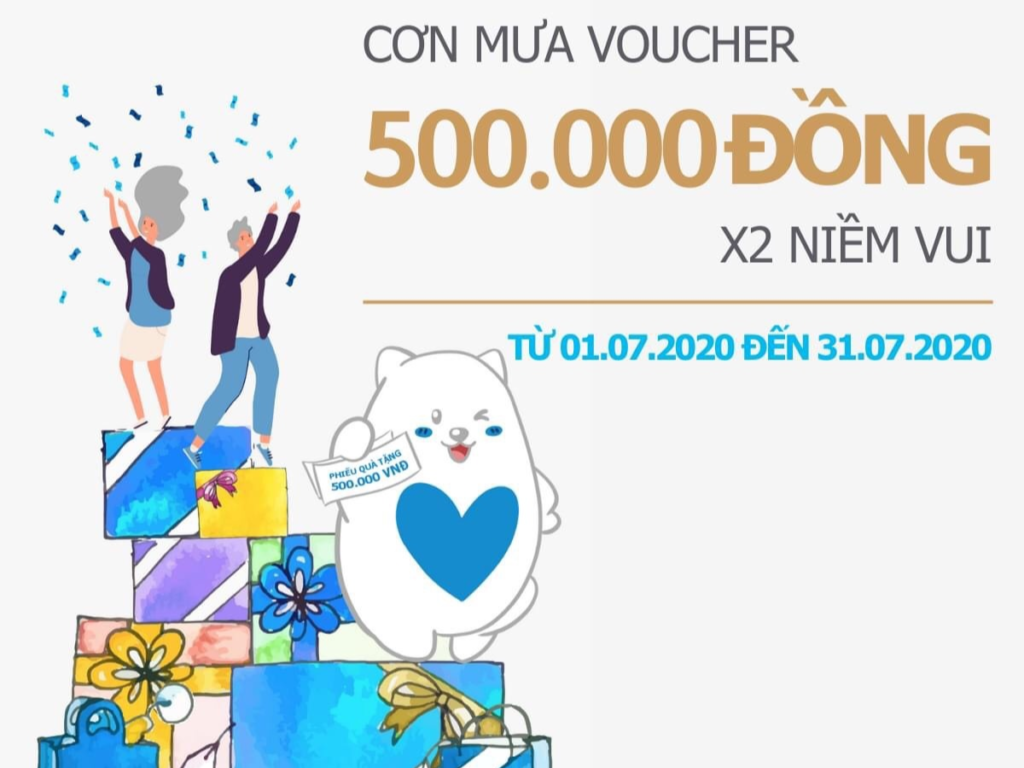 CƠN MƯA VOUCHER
500.000 ĐỒNG
X2 NIỀM VUI
TỪ 01.07.2020 ĐẾN 31.07.2020
PHIẾU QUÀ TẶNG
500.000 VNĐ